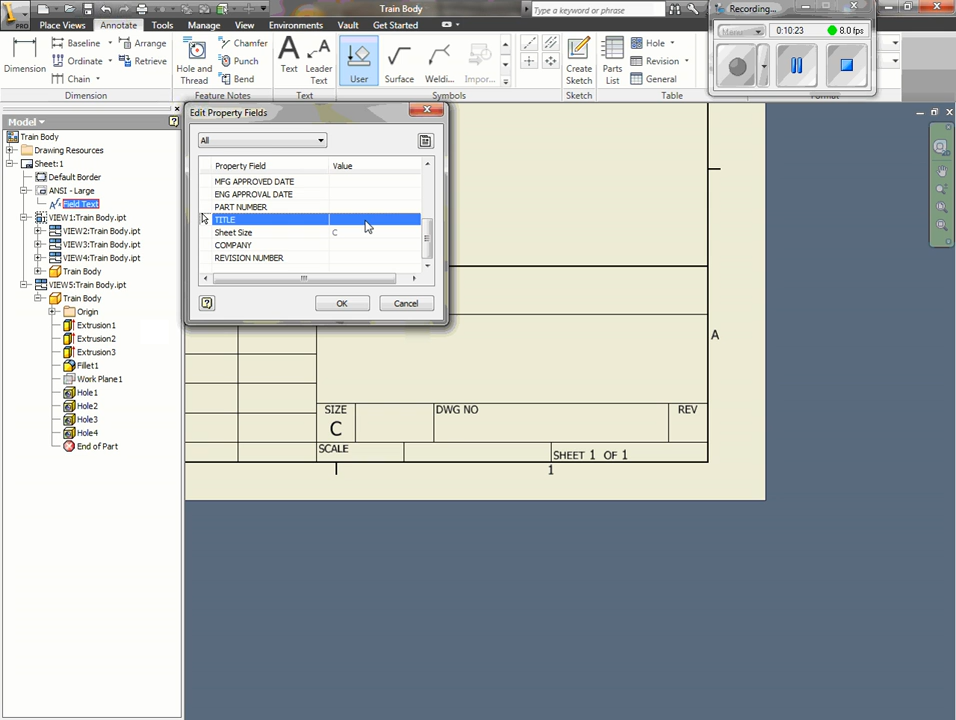 PRO
Train Body
Type a keyword or phrase
Recording...
Place Views
Annotate
Tools
Manage
Environments
Vault
Get Started
Menu
0:10:23
8.0 fps
Dimension
Baseline
Ordinate
Chain
Arrange
Retrieve
Hole and
Thread
Chamfer
Punch
Bend
Text
Leader
Text
User
Surface
Weldi...
Impor...
Create
Sketch
Parts
List
Hole
Revision
General
Dimension
Feature Notes
Text
Symbols
Sketch
Table
Format
Model
Train Body
Drawing Resources
Sheet:1
Default Border
ANSI - Large
Field Text
VIEW1:Train Body.ipt
VIEW2:Train Body.ipt
VIEW3:Train Body.ipt
VIEW4:Train Body.ipt
Train Body
VIEW5:Train Body.ipt
Train Body
Origin
Extrusion1
Extrusion2
Extrusion3
Fillet1
Work Plane1
Hole1
Hole2
Hole3
Hole4
End of Part
Edit Property Fields
All
Property Field Value
MFG APPROVED DATE
ENG APPROVAL DATE
PART NUMBER
TITLE
Sheet Size C
COMPANY
REVISION NUMBER
OK Cancel
A
SIZE
C
DWG NO
REV
SCALE
SHEET 1 OF 1
1